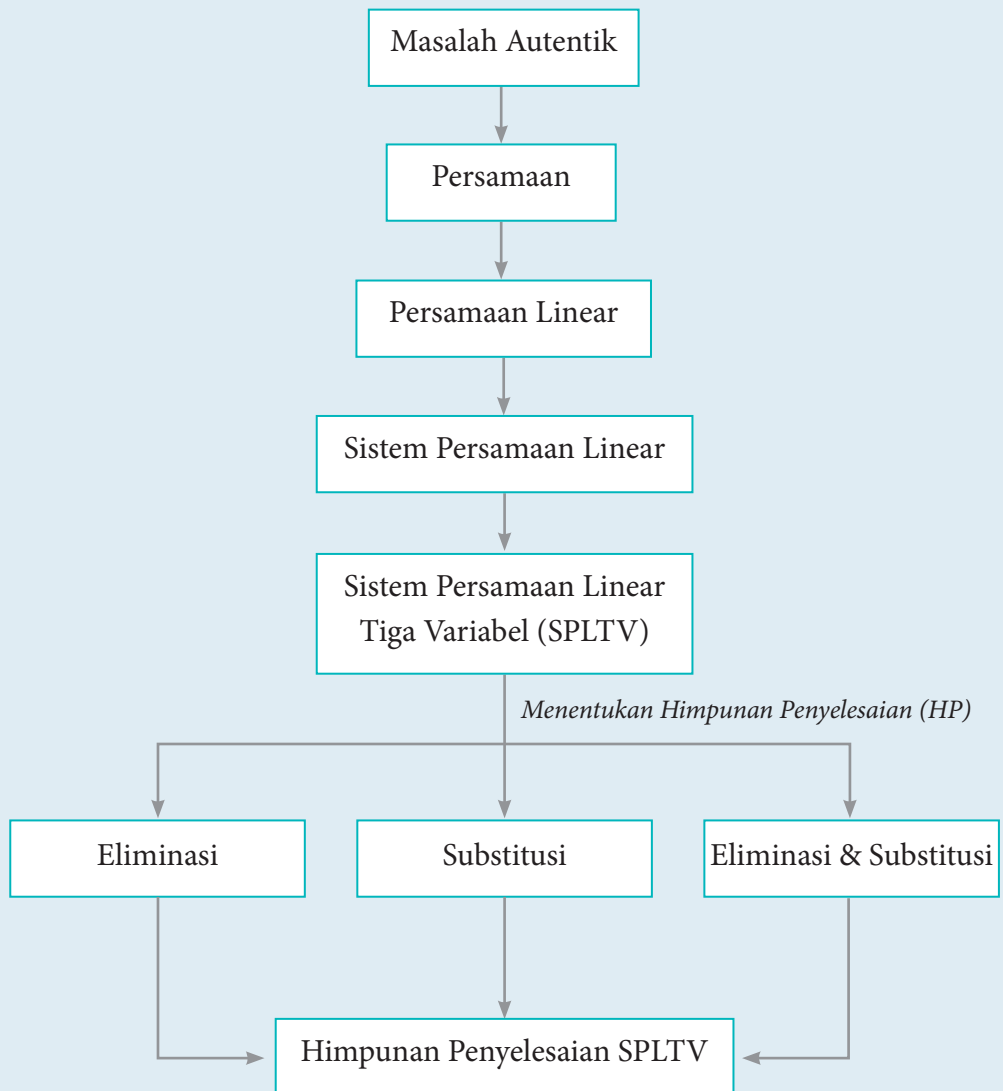 Masalah Autentik
Persamaan
Persamaan Linear
Sistem Persamaan Linear
Sistem Persamaan Linear
Tiga Variabel (SPLTV)
Menentukan Himpunan Penyelesaian (HP)
Eliminasi
Substitusi
Eliminasi & Substitusi
Himpunan Penyelesaian SPLTV